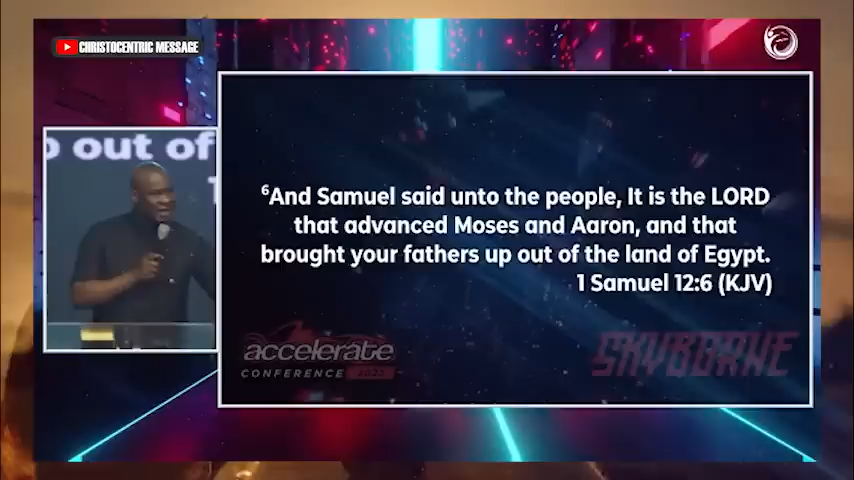 CHRISTOCENTRIC MESSAGE
o out of
1
6And Samuel said unto the people, It is the LORD
that advanced Moses and Aaron, and that
brought your fathers up out of the land of Egypt.
1 Samuel 12:6 (KJV)
accelerate
CONFERENCE 2023
SKYBORNE